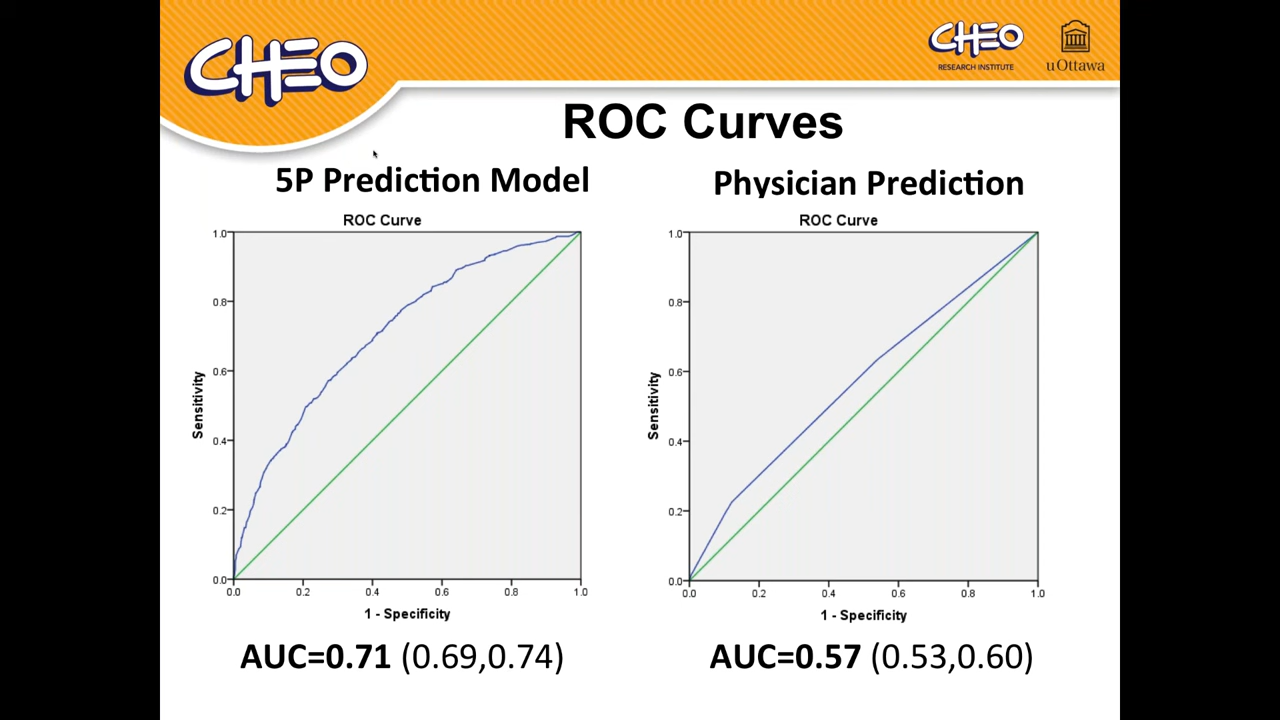 CHEO
CHEO
RESEARCH INSTITUTE
uOttawa
ROC Curves
5P Prediction Model
ROC Curve
1.0
0.8
0.6
0.4
0.2
0.0
Sensitivity
0.0 0.2 0.4 0.6 0.8 1.0
1 - Specificity
AUC=0.71 (0.69,0.74)
Physician Prediction
ROC Curve
1.0
0.8
0.6
0.4
0.2
0.0
Sensitivity
0.0 0.2 0.4 0.6 0.8 1.0
1 - Specificity
AUC=0.57 (0.53,0.60)